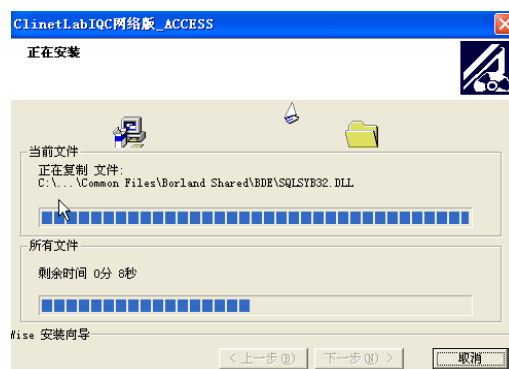 ClinetLabIQC网络版_ACCESS
正在安装
当前文件
正在复制 文件:
C:\...\Common Files\Borland Shared\BDE\SQLSYB32.DLL
所有文件
剩余时间 0分 8秒
Wise 安装向导
< 上一步(B)
下一步(N) >
取消